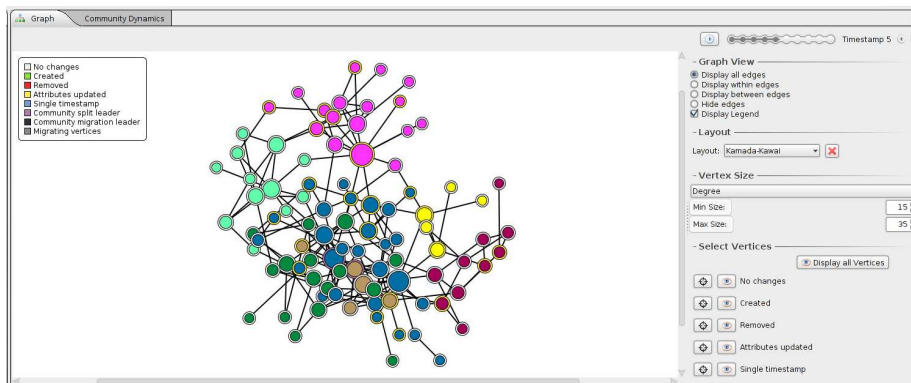 Graph
Community Dynamics
Timestamp 5
No changes
Created
Removed
Attributes updated
Single timestamp
Community split leader
Community migration leader
Migrating vertices
Graph View
Display all edges
Display within edges
Display between edges
Hide edges
Display Legend
Layout
Layout: Kamada-Kawai
Vertex Size
Degree
Min Size: 15
Max Size: 35
Select Vertices
Display all Vertices
No changes
Created
Removed
Attributes updated
Single timestamp